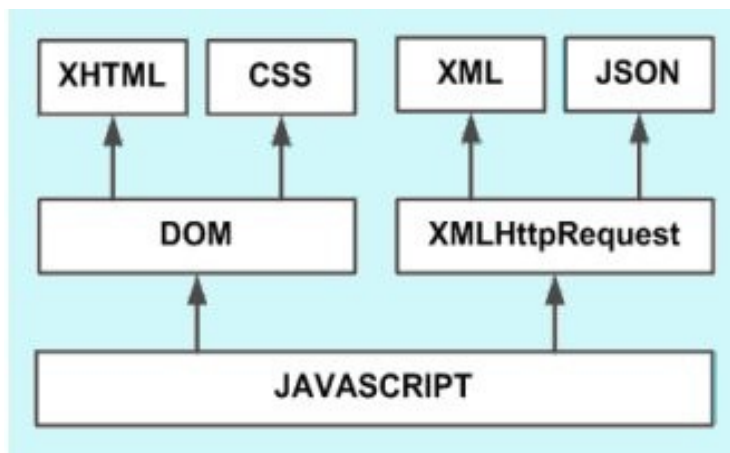 XHTML
CSS
XML
JSON
DOM
XMLHttpRequest
JAVASCRIPT